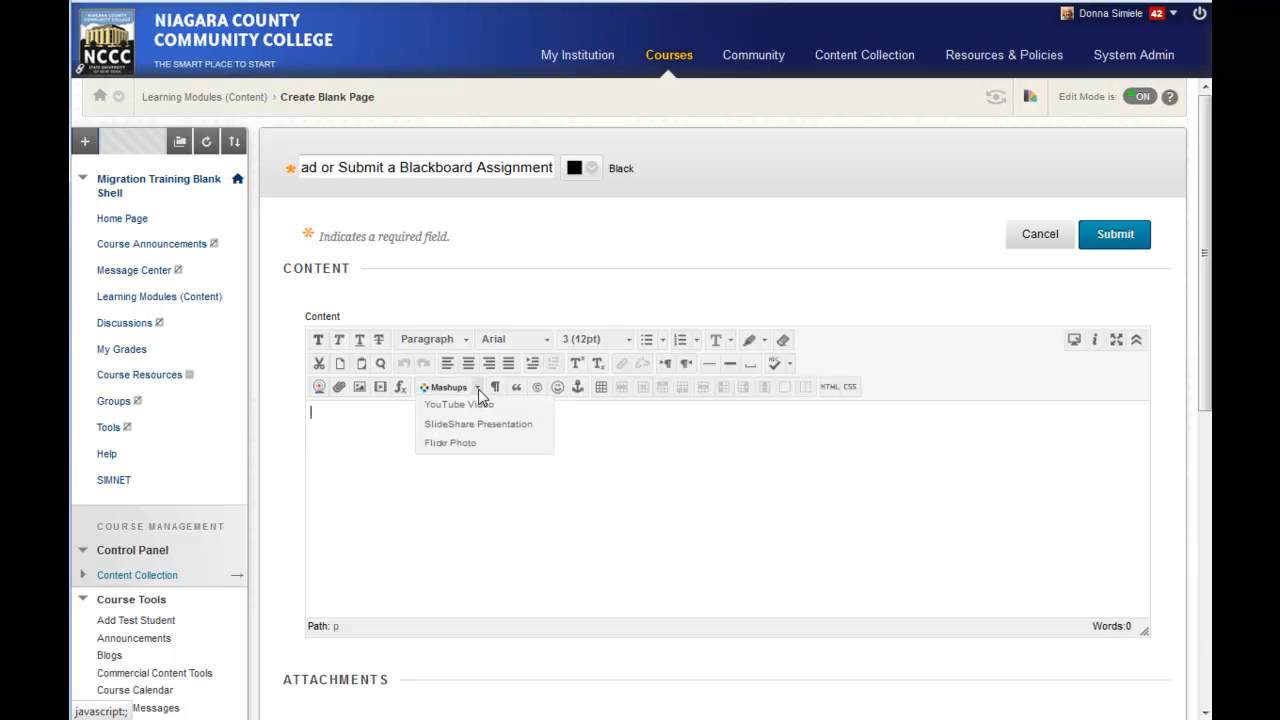 NIAGARA COUNTY
COMMUNITY COLLEGE
THE SMART PLACE TO START
NCCC
Donna Simiele 42
My Institution Courses Community Content Collection Resources & Policies System Admin
Learning Modules (Content) › Create Blank Page
Edit Mode is: ON ?
Migration Training Blank
Shell
Home Page
Course Announcements
Message Center
Learning Modules (Content)
Discussions
My Grades
Course Resources
Groups
Tools
Help
SIMNET
COURSE MANAGEMENT
Control Panel
Content Collection
Course Tools
Add Test Student
Announcements
Blogs
Commercial Content Tools
Course Calendar
Messages
javascript:;
* ad or Submit a Blackboard Assignment Black
* Indicates a required field.
Cancel Submit
CONTENT
Content
T T T T Paragraph Arial 3 (12pt) T
Mashups HTML CSS
YouTube Video
SlideShare Presentation
Flickr Photo
Path: p Words:0
ATTACHMENTS